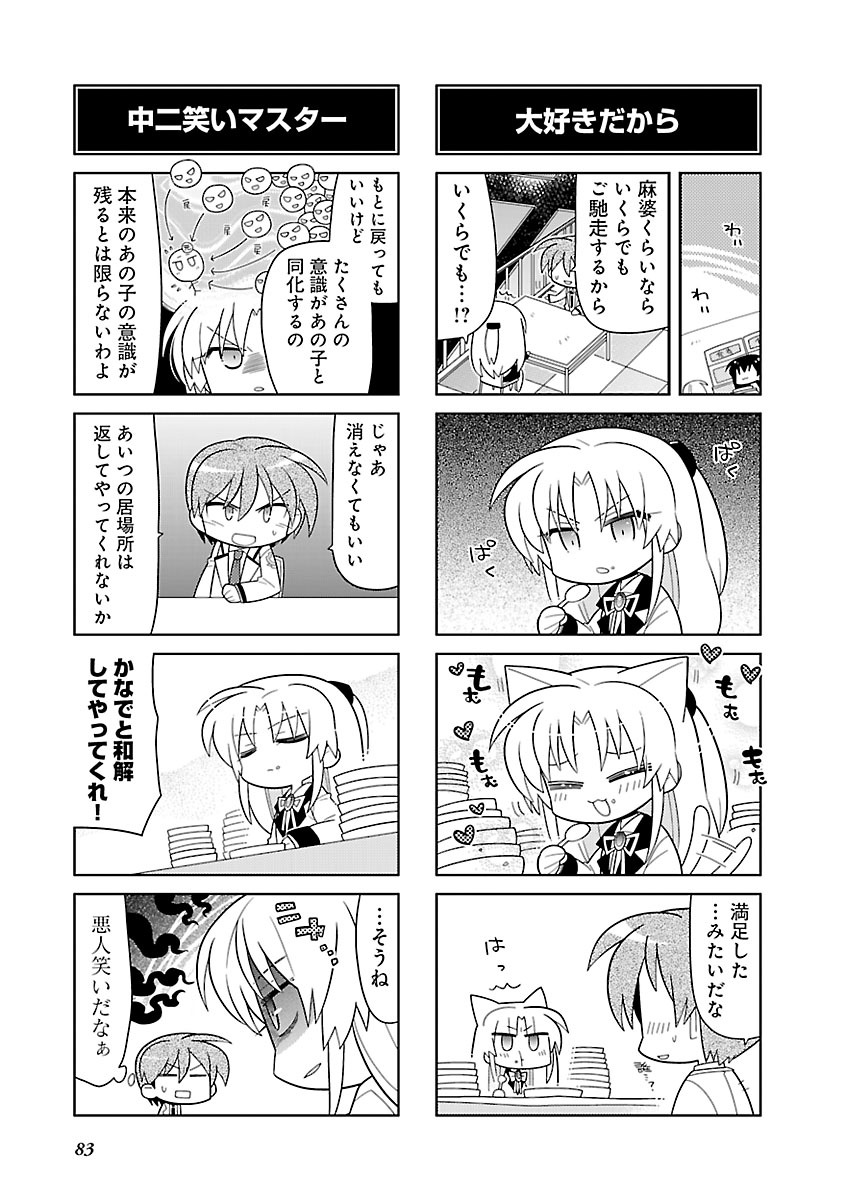 大好きだから
わぃ
わぃ
麻婆くらいなら
いくらでも
ご馳走するから
いくらでも…!?
ぱく
ぱく
もむ
もむ
もむ
もむ
満足した
…みたいだな
はっ
中二笑いマスター
もとに戻っても
いいけど
たくさんの
意識があの子と
同化するの
本来のあの子の意識が
残るとは限らないわよ
じゃあ
消えなくてもいい
あいつの居場所は
返してやってくれないか
かなでと和解
してやってくれ！
…そうね
ニヤ
悪人笑いだなぁ
83